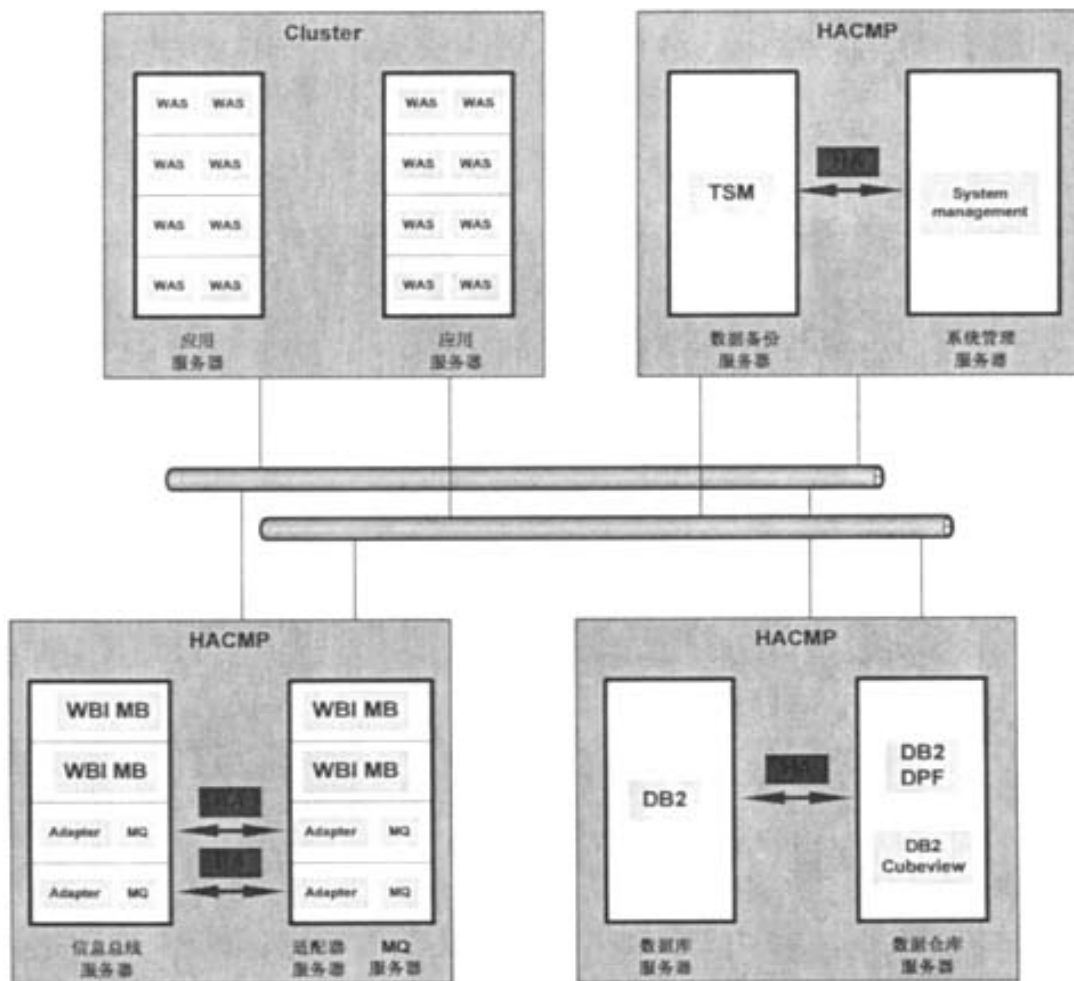 Cluster
WAS WAS WAS WAS
WAS WAS WAS WAS
WAS WAS WAS WAS
WAS WAS WAS WAS
应用 应用
服务器 服务器
HACMP
HA
TSM
System
management
数据备份 系统管理
服务器 服务器
HACMP
WBI MB WBI MB
WBI MB WBI MB
HA
Adapter MQ Adapter MQ
HA
Adapter MQ Adapter MQ
信息总线 适配器 MQ
服务器 服务器 服务器
HACMP
HA
DB2
DB2
DPF
DB2
Cubeview
数据库 数据仓库
服务器 服务器